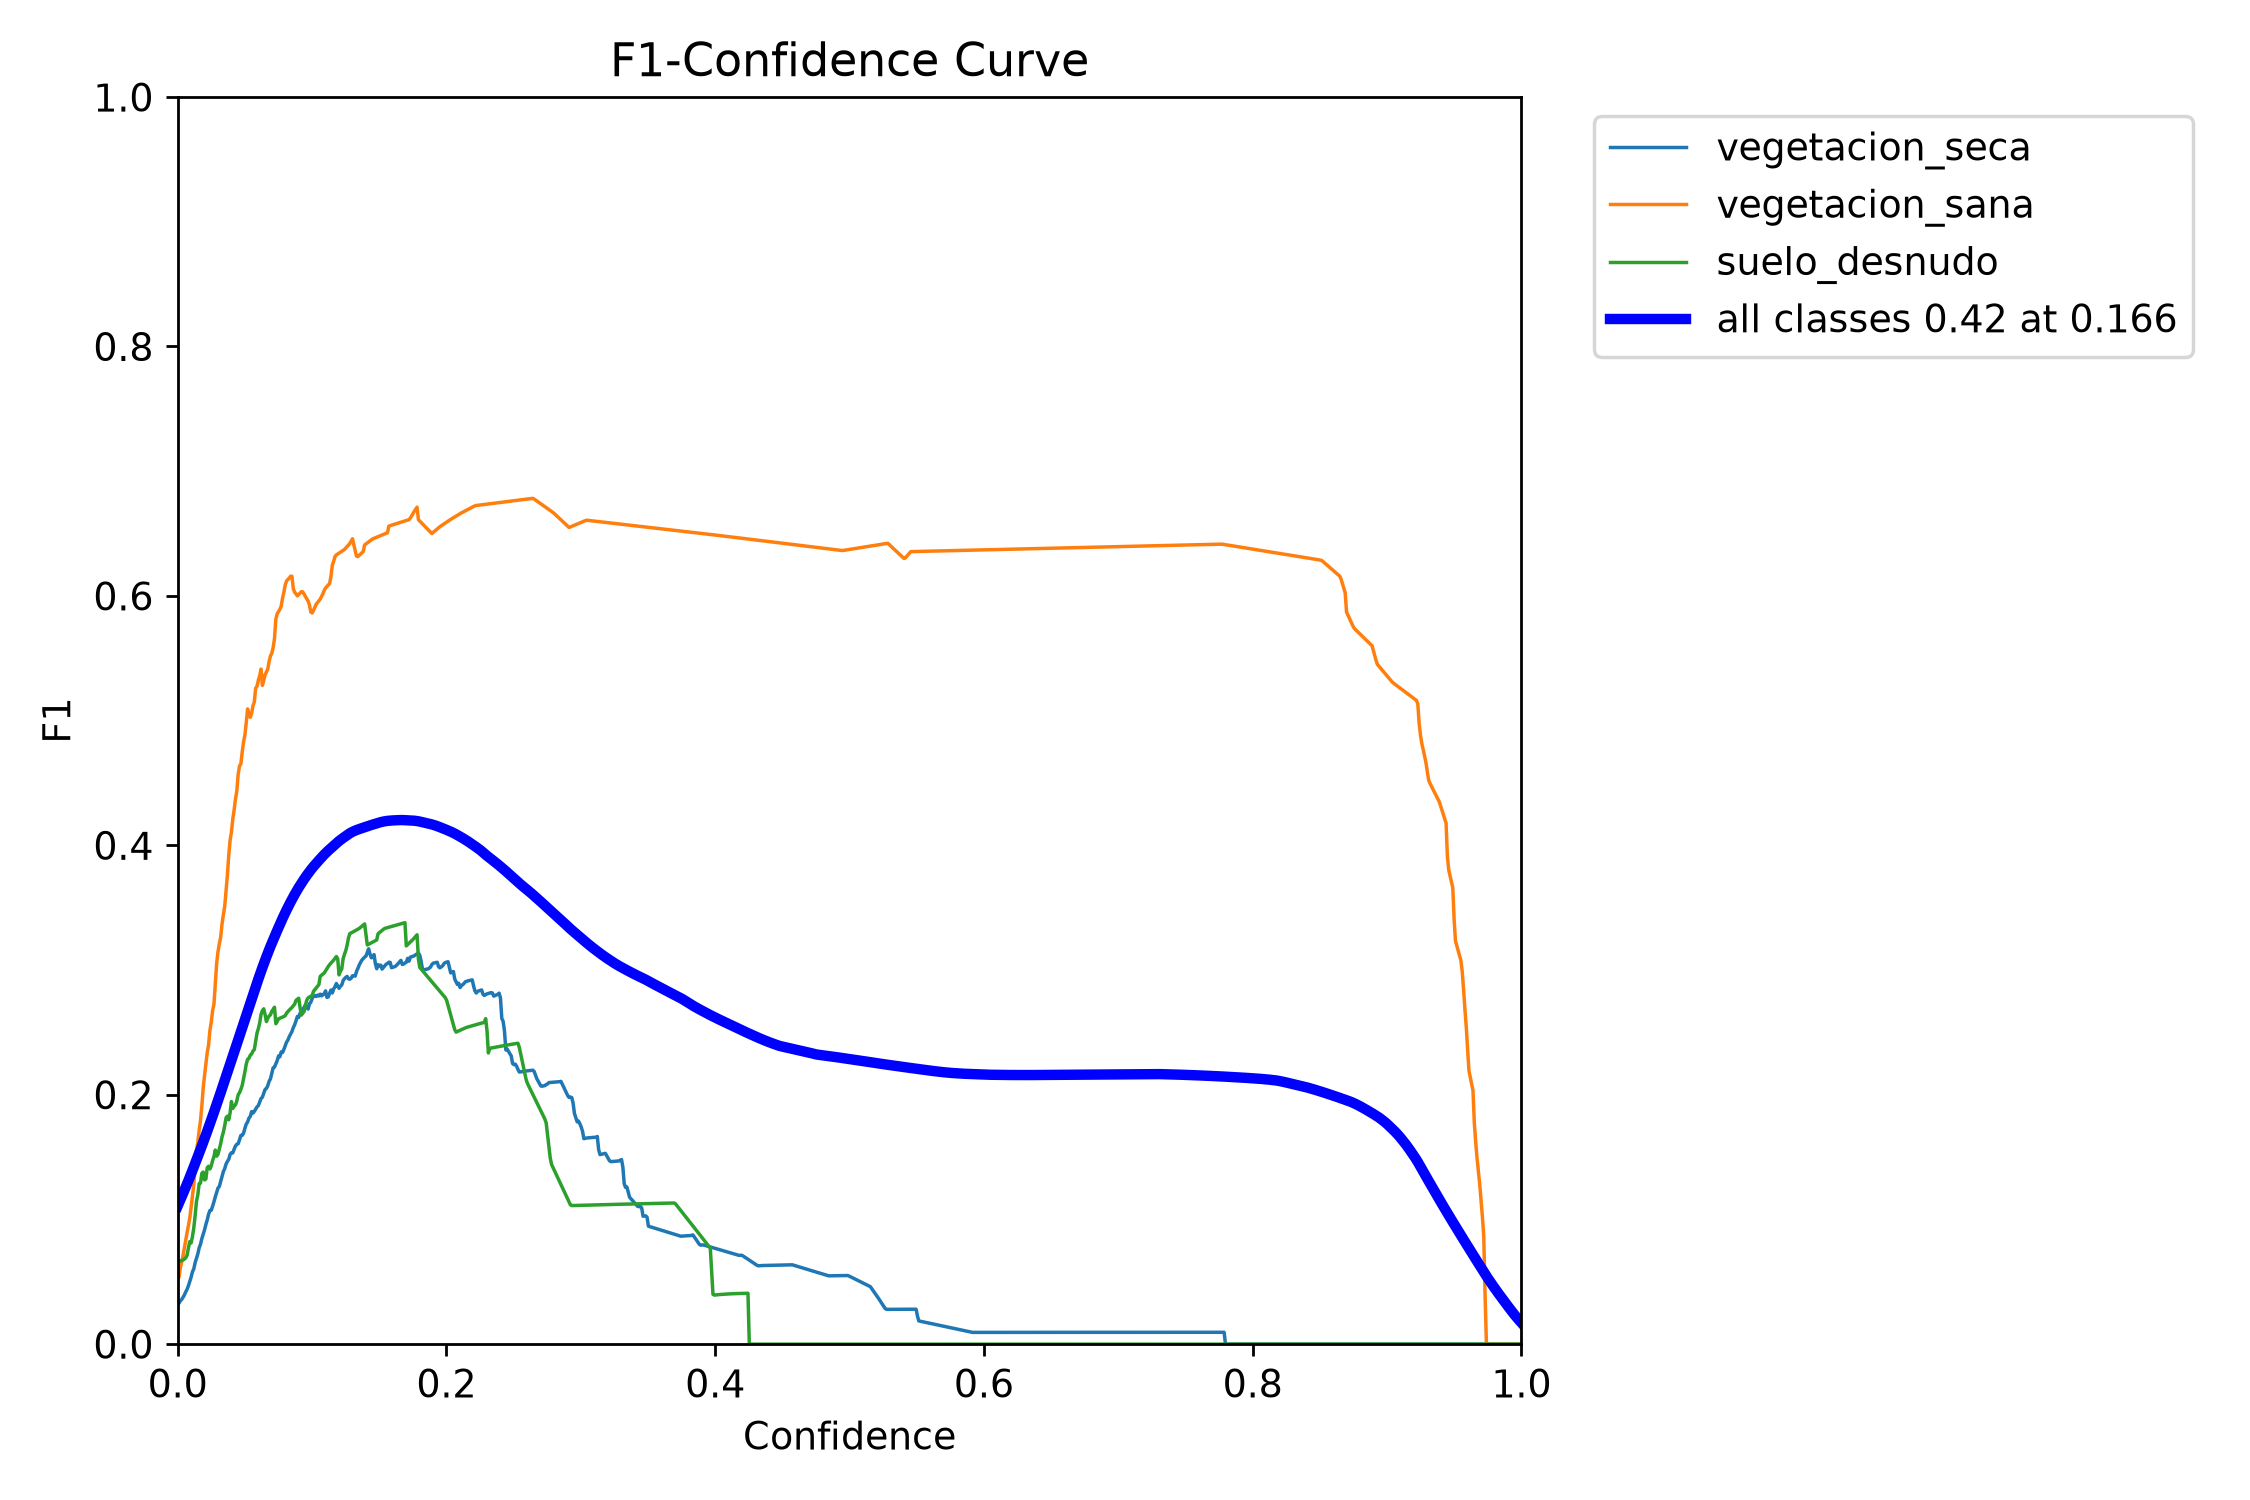 F1-Confidence Curve
1.0
0.8
0.6
0.4
0.2
0.0
F1
0.0 0.2 0.4 0.6 0.8 1.0
Confidence
vegetacion_seca
vegetacion_sana
suelo_desnudo
all classes 0.42 at 0.166